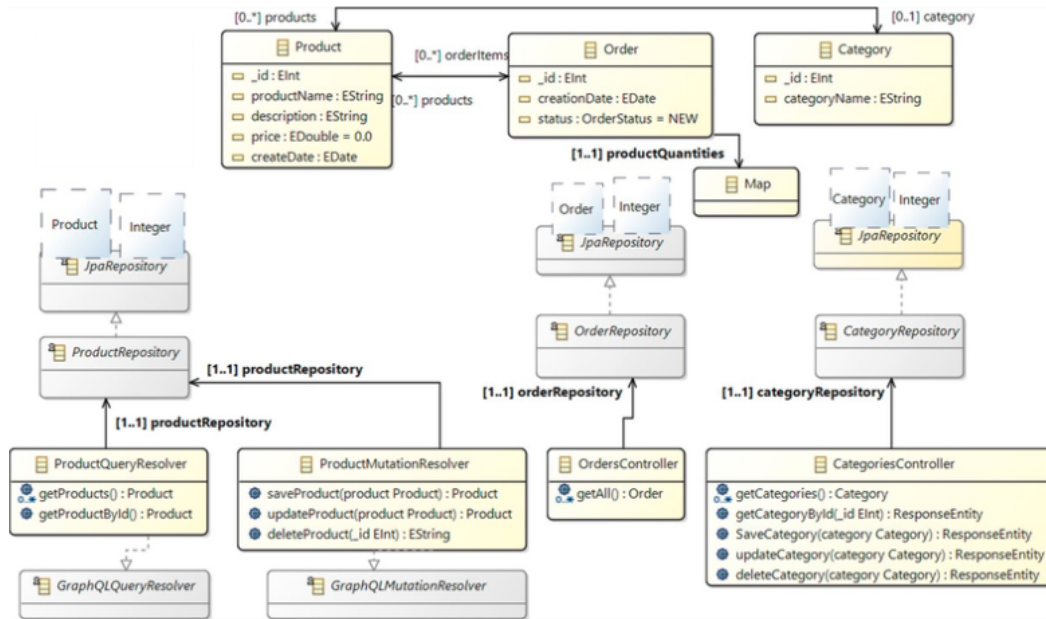 [0..*] products
[0..1] category
Product
_id : EInt
productName : EString
description : EString
price : EDouble = 0.0
createDate : EDate
[0..*] orderItems
[0..*] products
Order
_id : EInt
creationDate : EDate
status : OrderStatus = NEW
Category
_id : EInt
categoryName : EString
[1..1] productQuantities
Map
Product
Integer
JpaRepository
Order
Integer
JpaRepository
Category
Integer
JpaRepository
ProductRepository
OrderRepository
CategoryRepository
[1..1] productRepository
[1..1] orderRepository
[1..1] categoryRepository
[1..1] productRepository
ProductQueryResolver
getProducts() : Product
getProductById() : Product
ProductMutationResolver
saveProduct(product Product) : Product
updateProduct(product Product) : Product
deleteProduct(_id EInt) : EString
OrdersController
getAll() : Order
CategoriesController
getCategories() : Category
getCategoryById(_id EInt) : ResponseEntity
SaveCategory(category Category) : ResponseEntity
updateCategory(category Category) : ResponseEntity
deleteCategory(category Category) : ResponseEntity
GraphQLQueryResolver
GraphQLMutationResolver